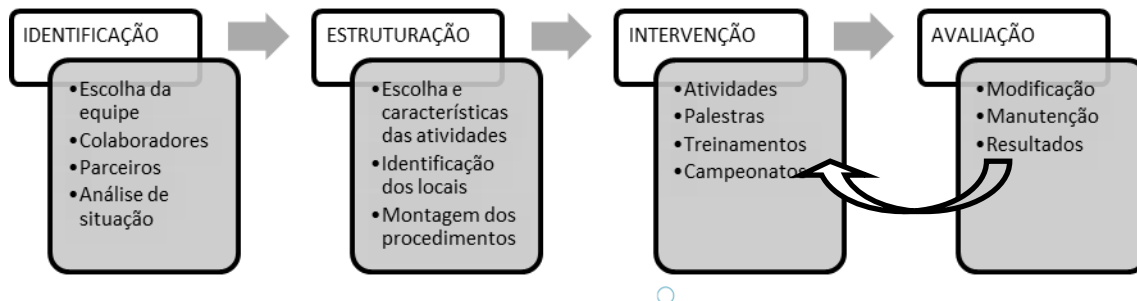 IDENTIFICAÇÃO
•Escolha da
equipe
•Colaboradores
•Parceiros
•Análise de
situação
ESTRUTURAÇÃO
•Escolha e
características
das atividades
•Identificação
dos locais
•Montagem dos
procedimentos
INTERVENÇÃO
•Atividades
•Palestras
•Treinamentos
•Campeonatos
AVALIAÇÃO
•Modificação
•Manutenção
•Resultados